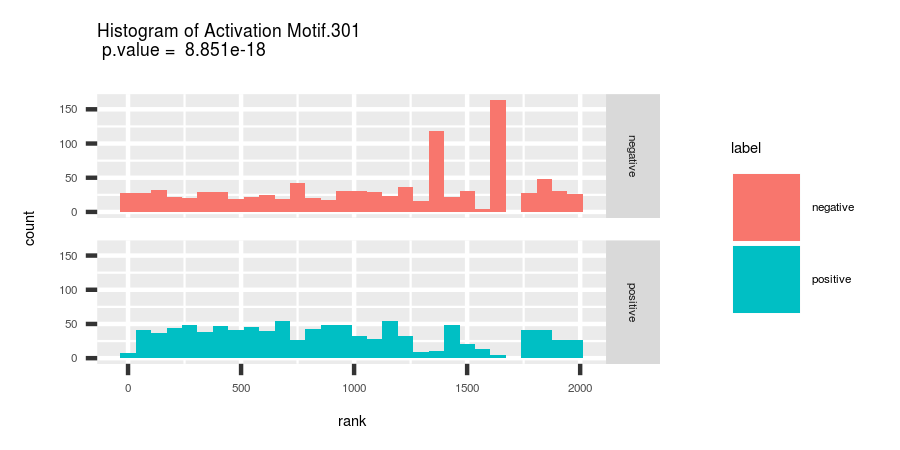 Histogram of Activation Motif.301
p.value = 8.851e-18
150
100
50
0
negative
150
100
50
0
positive
0 500 1000 1500 2000
rank
count
label
negative
positive